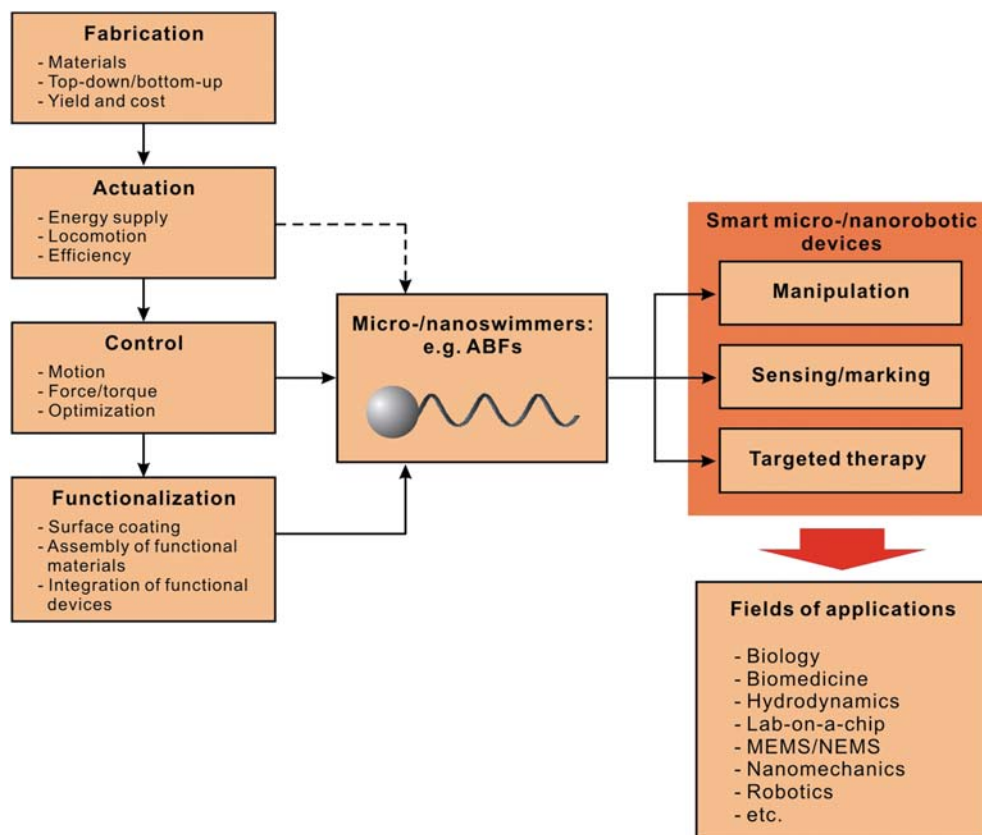 Fabrication
- Materials
- Top-down/bottom-up
- Yield and cost
Actuation
- Energy supply
- Locomotion
- Efficiency
Control
- Motion
- Force/torque
- Optimization
Functionalization
- Surface coating
- Assembly of functional
materials
- Integration of functional
devices
Micro-/nanoswimmers:
e.g. ABFs
Smart micro-/nanorobotic
devices
Manipulation
Sensing/marking
Targeted therapy
Fields of applications
- Biology
- Biomedicine
- Hydrodynamics
- Lab-on-a-chip
- MEMS/NEMS
- Nanomechanics
- Robotics
- etc.